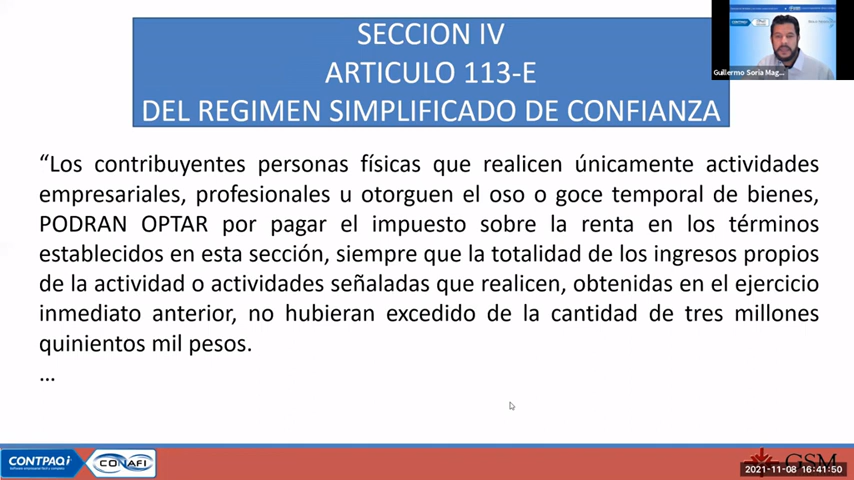 SECCION IV
ARTICULO 113-E
DEL REGIMEN SIMPLIFICADO DE CONFIANZA
Guillermo Soria Mag...
“Los contribuyentes personas físicas que realicen únicamente actividades
empresariales, profesionales u otorguen el oso o goce temporal de bienes,
PODRAN OPTAR por pagar el impuesto sobre la renta en los términos
establecidos en esta sección, siempre que la totalidad de los ingresos propios
de la actividad o actividades señaladas que realicen, obtenidas en el ejercicio
inmediato anterior, no hubieran excedido de la cantidad de tres millones
quinientos mil pesos.
...
CONTPAQi
CONAFI
GSM
2021-11-08 16:41:50